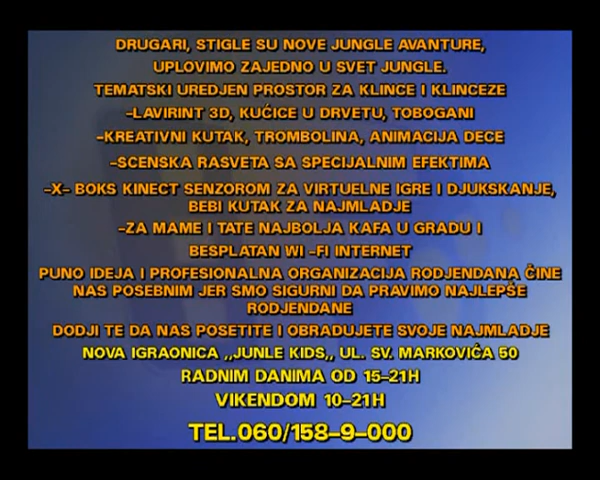 DRUGARI, STIGLE SU NOVE JUNGLE AVANTURE,
UPLOVIMO ZAJEDNO U SVET JUNGLE.
TEMATSKI UREDJEN PROSTOR ZA KLINCE I KLINCEZE
-LAVIRINT 3D, KUĆICE U DRVETU, TOBOGANI
-KREATIVNI KUTAK, TROMBOLINA, ANIMACIJA DECE
-SCENSKA RASVETA SA SPECIJALNIM EFEKTIMA
-X- BOKS KINECT SENZOROM ZA VIRTUELNE IGRE I DJUKSKANJE,
BEBI KUTAK ZA NAJMLADJE
-ZA MAME I TATE NAJBOLJA KAFA U GRADU I
BESPLATAN WI -FI INTERNET
PUNO IDEJA I PROFESIONALNA ORGANIZACIJA RODJENDANA ČINE
NAS POSEBNIM JER SMO SIGURNI DA PRAVIMO NAJLEPŠE
RODJENDANE
DODJI TE DA NAS POSETITE I OBRADUJETE SVOJE NAJMLADJE
NOVA IGRAONICA ,,JUNLE KIDS,, UL. SV. MARKOVIĆA 50
RADNIM DANIMA OD 15-21H
VIKENDOM 10-21H
TEL.060/158-9-000